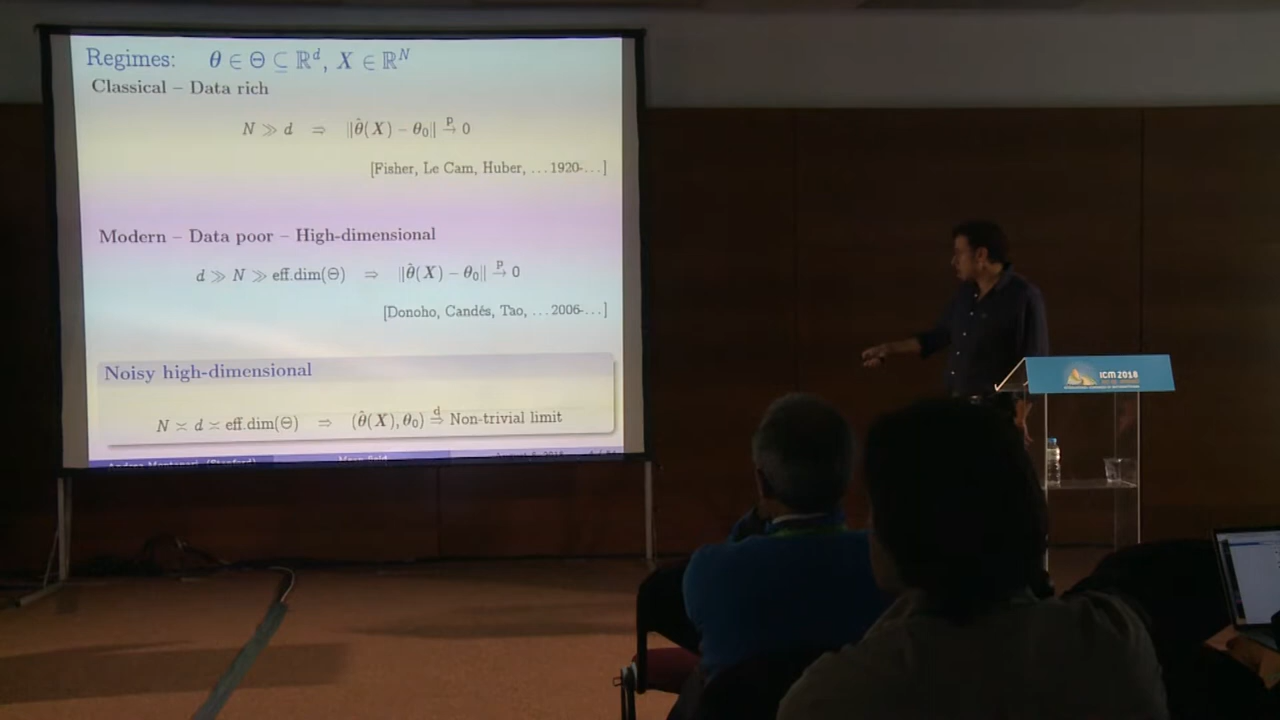 Regimes: θ ∈ Θ ⊆ ℝ^d, X ∈ ℝ^N
Classical – Data rich
N ≫ d ⇒ ‖θ̂(X) − θ₀‖ →^p 0
[Fisher, Le Cam, Huber, ...1920-...]
Modern – Data poor – High-dimensional
d ≫ N ≫ eff.dim(Θ) ⇒ ‖θ̂(X) − θ₀‖ →^p 0
[Donoho, Candés, Tao, ...2006-...]
Noisy high-dimensional
N ≍ d ≍ eff.dim(Θ) ⇒ (θ̂(X), θ₀) ⇒^d Non-trivial limit
(Stanford)
ICM 2018